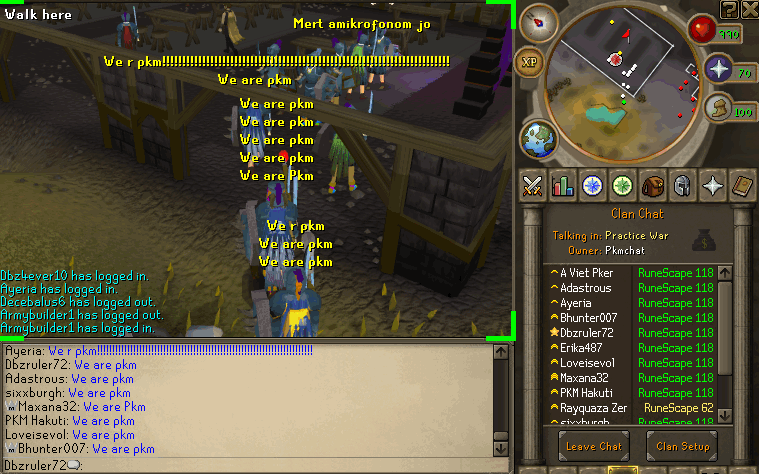 Walk here
Mert amikrofonom jo
We r pkm!!!!!!!!!!!!!!!!!!!!!!!!!!!!!!!!!!!!!!!!!!!!!!!!!!!!!!!!!!!!!!!!!!!!!!
We are pkm
We are pkm
We are pkm
We are pkm
We are pkm
We are Pkm
We r pkm
We are pkm
We are pkm
Dbz4ever10 has logged in.
Ayeria has logged in.
Decebalus6 has logged out.
Armybuilder1 has logged out.
Armybuilder1 has logged in.
Ayeria: We r pkm!!!!!!!!!!!!!!!!!!!!!!!!!!!!!!!!!!!!!!!!!!!!!!!!!!!!!!!!!!!!!!!!!!!!!!
Dbzruler72: We are pkm
Adastrous: We are pkm
sixxburgh: We are pkm
Maxana32: We are Pkm
PKM Hakuti: We are pkm
Loveisevol: We are pkm
Bhunter007: We are pkm
Dbzruler72:
XP
?
990
70
100
Clan Chat
Talking in: Practice War
Owner: Pkmchat
A Viet Pker RuneScape 118
Adastrous RuneScape 118
Ayeria RuneScape 118
Bhunter007 RuneScape 118
Dbzruler72 RuneScape 118
Erika487 RuneScape 118
Loveisevol RuneScape 118
Maxana32 RuneScape 118
PKM Hakuti RuneScape 118
Rayquaza Zer RuneScape 62
sixxburgh RuneScape 118
Leave Chat
Clan Setup